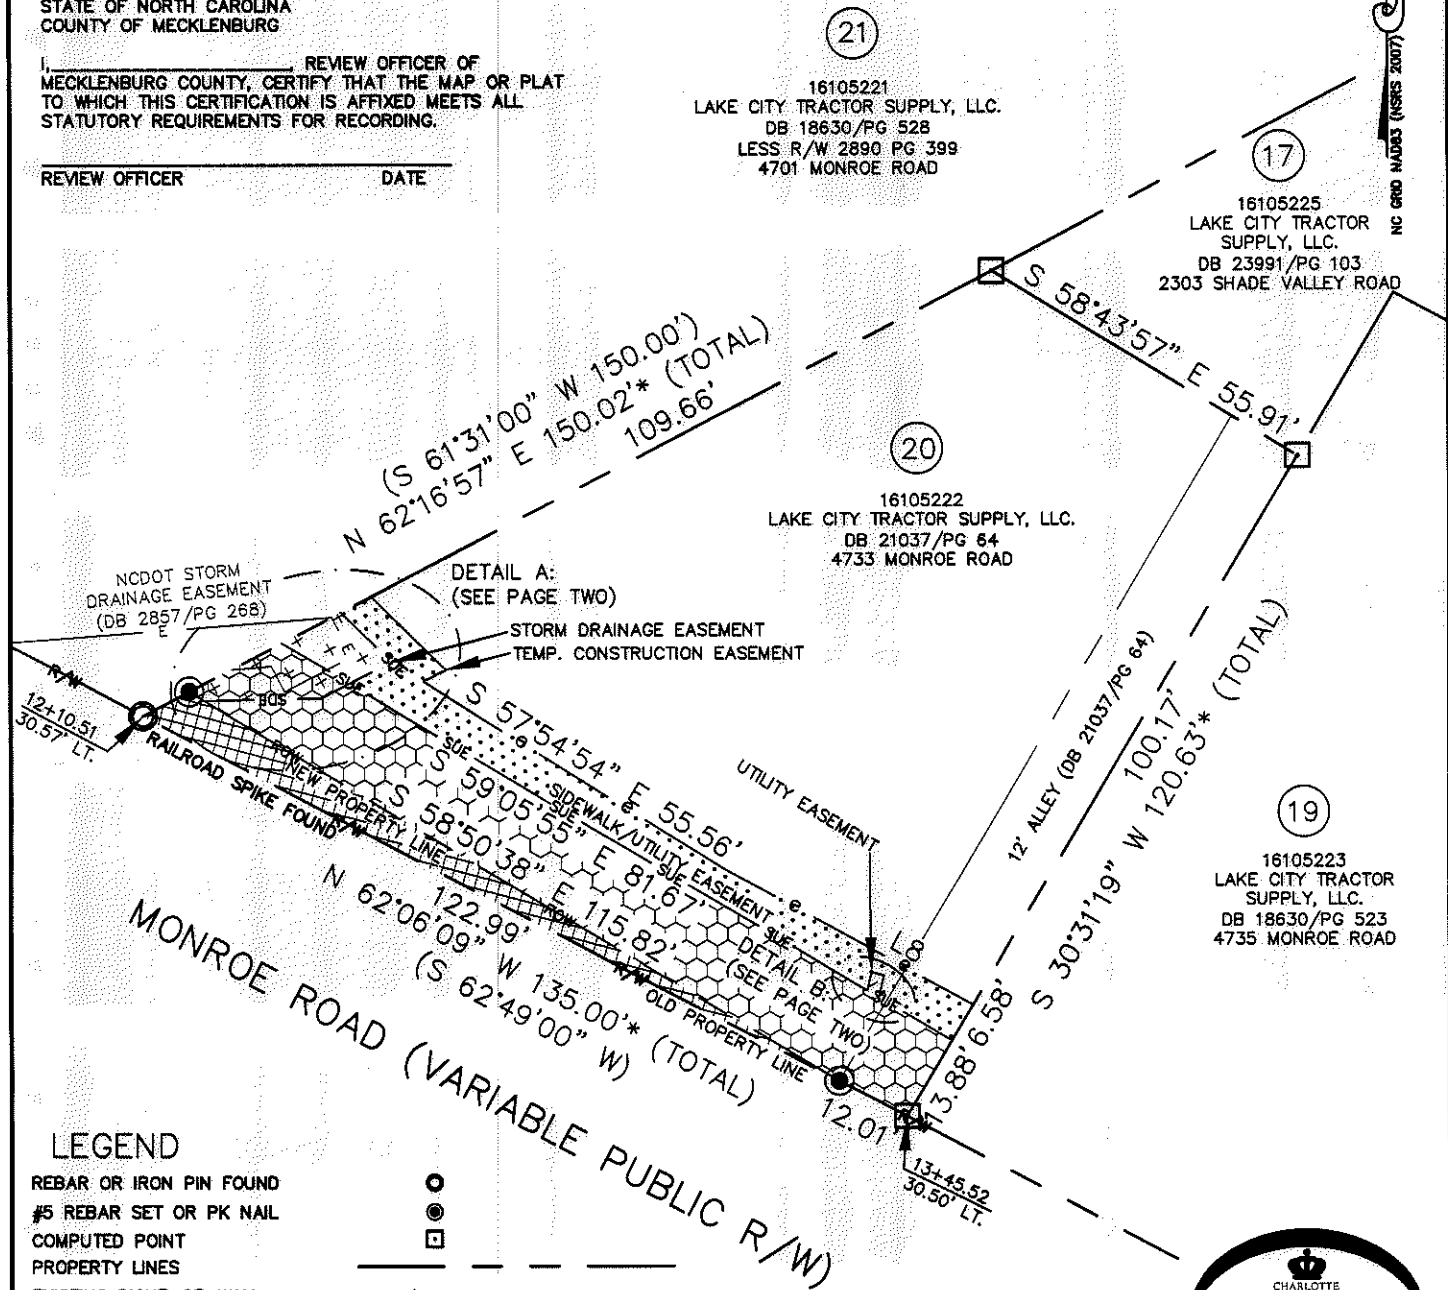 STATE OF NORTH CAROLINA
COUNTY OF MECKLENBURG
I,____________________, REVIEW OFFICER OF
MECKLENBURG COUNTY, CERTIFY THAT THE MAP OR PLAT
TO WHICH THIS CERTIFICATION IS AFFIXED MEETS ALL
STATUTORY REQUIREMENTS FOR RECORDING.
REVIEW OFFICER DATE
21
16105221
LAKE CITY TRACTOR SUPPLY, LLC.
DB 18630/PG 528
LESS R/W 2890 PG 399
4701 MONROE ROAD
NC GRID NAD83 (NSRS 2007)
17
16105225
LAKE CITY TRACTOR
SUPPLY, LLC.
DB 23991/PG 103
2303 SHADE VALLEY ROAD
S 58°43'57" E 55.91'
(S 61°31'00" W 150.00')
N 62°16'57" E 150.02'* (TOTAL)
109.66'
20
16105222
LAKE CITY TRACTOR SUPPLY, LLC.
DB 21037/PG 64
4733 MONROE ROAD
NCDOT STORM
DRAINAGE EASEMENT
(DB 2857/PG 268)
E
DETAIL A:
(SEE PAGE TWO)
STORM DRAINAGE EASEMENT
TEMP. CONSTRUCTION EASEMENT
R/W
12+10.51
30.57' LT.
RAILROAD SPIKE FOUND
E
E
SUE
SUE
SUE
SUE
SUE
SUE
SUE
SDE
ROW
ROW
R/W
R/W
NEW PROPERTY LINE
S 57°54'54" E 55.56'
SIDEWALK/UTILITY EASEMENT
S 59°05'55" E 81.67'
S 58°50'38" E 115.82'
122.99'
N 62°06'09" W 135.00'* (TOTAL)
(S 62°49'00" W)
OLD PROPERTY LINE
UTILITY EASEMENT
DETAIL B:
(SEE PAGE TWO)
12' ALLEY (DB 21037/PG 64)
100.17'
S 30°31'19" W 120.63'* (TOTAL)
6.58'
13.88'
12.01'
13+45.52
30.50' LT.
19
16105223
LAKE CITY TRACTOR
SUPPLY, LLC.
DB 18630/PG 523
4735 MONROE ROAD
MONROE ROAD (VARIABLE PUBLIC R/W)
LEGEND
REBAR OR IRON PIN FOUND
#5 REBAR SET OR PK NAIL
COMPUTED POINT
PROPERTY LINES
CHARLOTTE